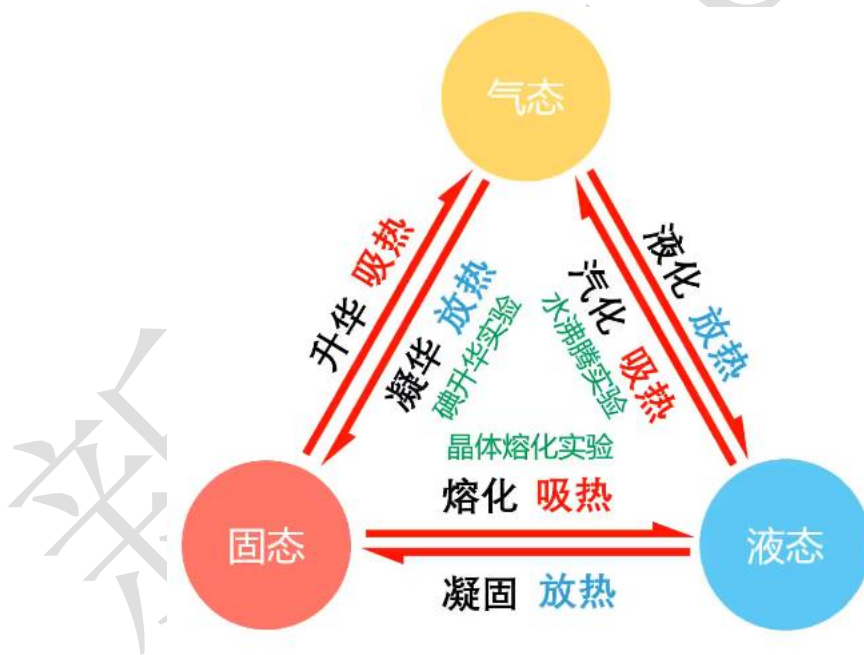 气态
升华 吸热
凝华 放热
碘升华实验
液化 放热
汽化 吸热
水沸腾实验
晶体熔化实验
熔化 吸热
固态
液态
凝固 放热